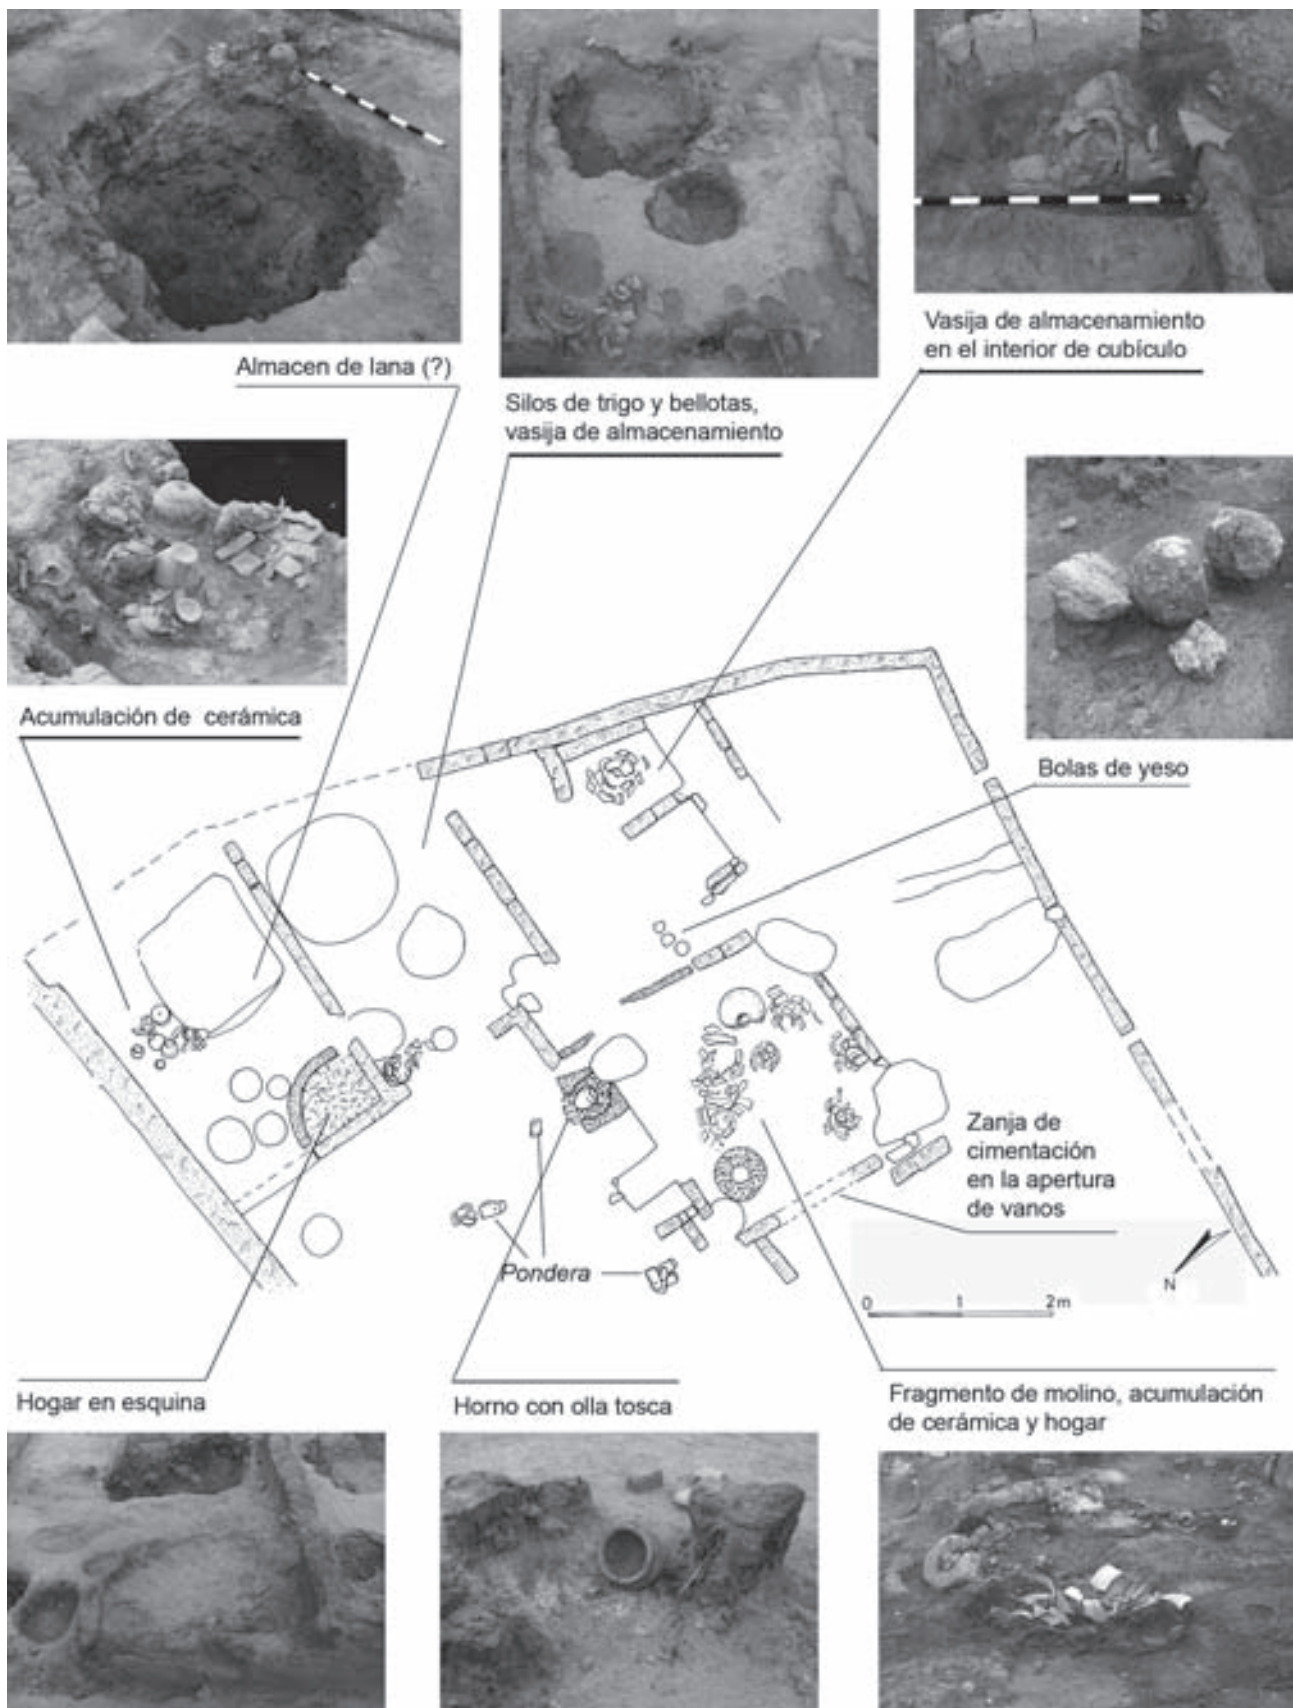 Vasija de almacenamiento
en el interior de cubículo
Almacen de lana (?)
Silos de trigo y bellotas,
vasija de almacenamiento
Acumulación de cerámica
Bolas de yeso
Zanja de
cimentación
en la apertura
de vanos
Pondera
N
0 1 2 m
Hogar en esquina
Horno con olla tosca
Fragmento de molino, acumulación
de cerámica y hogar